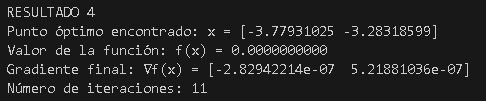 RESULTADO 4
Punto óptimo encontrado: x = [-3.77931025 -3.28318599]
Valor de la función: f(x) = 0.0000000000
Gradiente final: ∇f(x) = [-2.82942214e-07  5.21881036e-07]
Número de iteraciones: 11